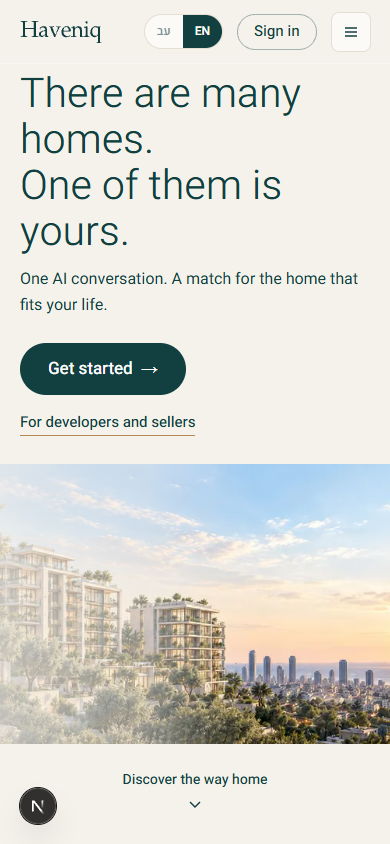 Haveniq
עב
EN
Sign in
There are many
homes.
One of them is
yours.
One AI conversation. A match for the home that
fits your life.
Get started →
For developers and sellers
Discover the way home
N